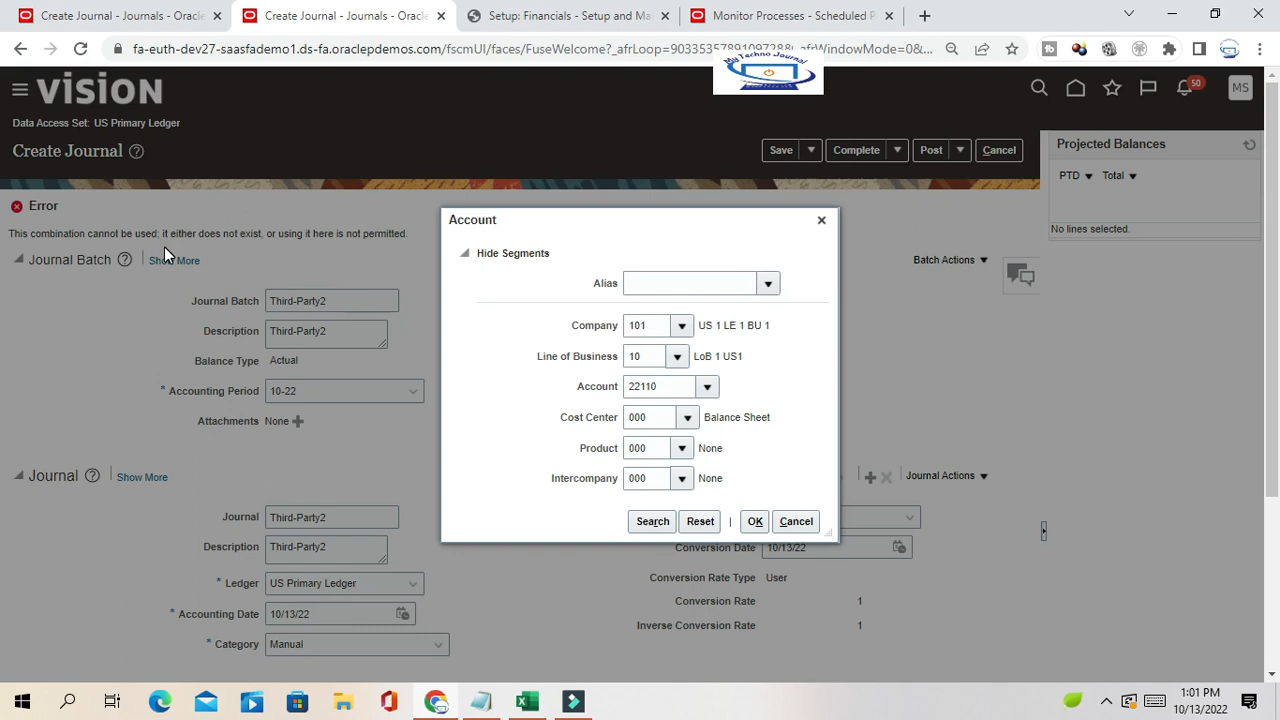 Create Journal - Journals - Oracle
Create Journal - Journals - Oracle
Setup: Financials - Setup and Ma
Monitor Processes - Scheduled P
fa-euth-dev27-saasfademo1.ds-fa.oraclepdemos.com/fscmUI/faces/FuseWelcome?_afrLoop=90335357891097288&_afrWindowMode=0&...
My Techno Journal
VISION
50
MS
Data Access Set: US Primary Ledger
Create Journal
Save
Complete
Post
Cancel
Projected Balances
PTD
Total
No lines selected.
Error
This combination cannot be used; it either does not exist, or using it here is not permitted.
Journal Batch
Show More
Batch Actions
Journal Batch Third-Party2
Description Third-Party2
Balance Type Actual
* Accounting Period 10-22
Attachments None
Account
Hide Segments
Alias
Company 101 US 1 LE 1 BU 1
Line of Business 10 LoB 1 US1
Account 22110
Cost Center 000 Balance Sheet
Product 000 None
Intercompany 000 None
Search
Reset
OK
Cancel
Journal
Show More
Journal Actions
Journal Third-Party2
Description Third-Party2
* Ledger US Primary Ledger
* Accounting Date 10/13/22
* Category Manual
Conversion Date 10/13/22
Conversion Rate Type User
Conversion Rate 1
Inverse Conversion Rate 1
1:01 PM
10/13/2022